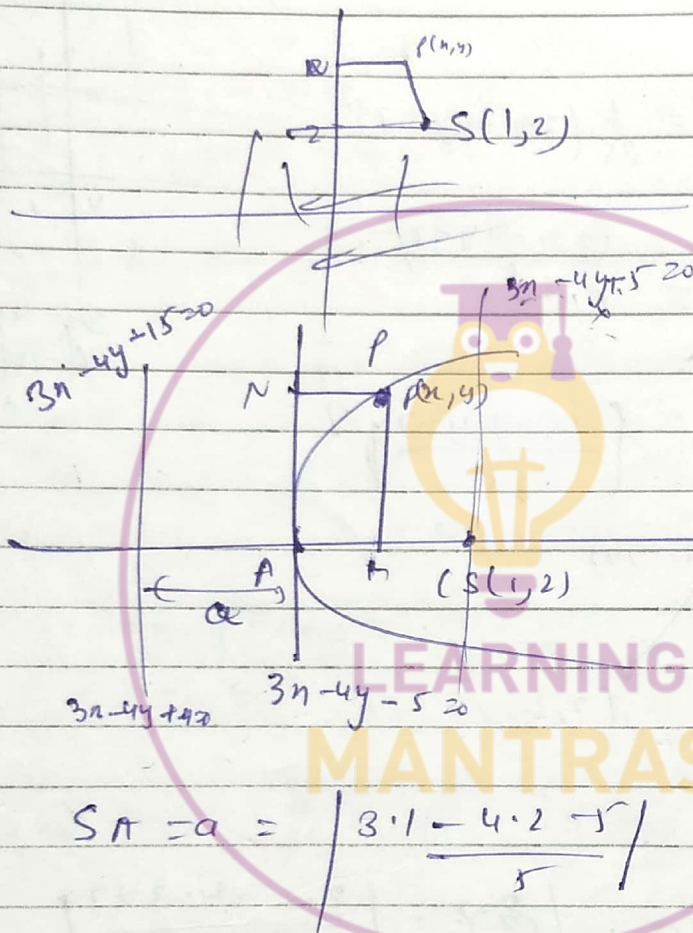 P(x,y)
2
S(1,2)
3x - 4y + 5 = 0
3x - 4y - 15 = 0
P
N
P(x,y)
A
(S(1,2)
a
LEARNING
3x - 4y - 5 = 0
MANTRAS
SA = a = | 3·1 - 4·2 - 5 |
5